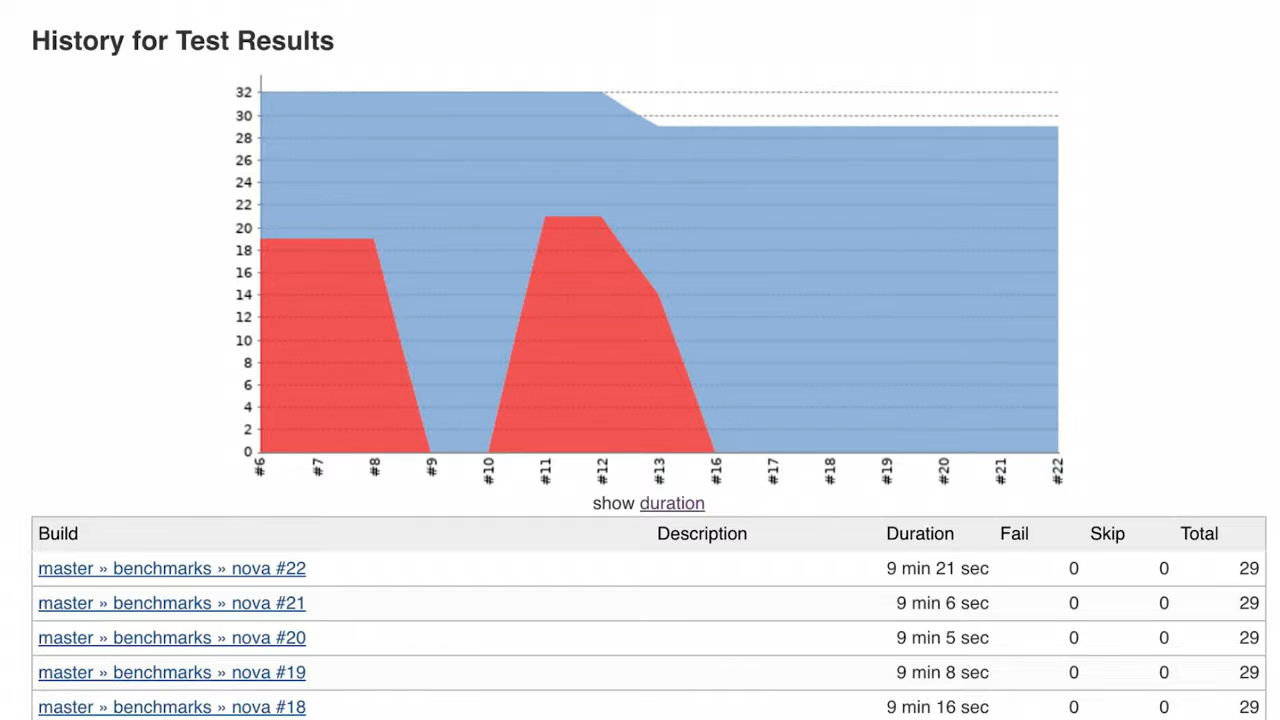 History for Test Results
32
30
28
26
24
22
20
18
16
14
12
10
8
6
4
2
0
#6 #7 #8 #9 #10 #11 #12 #13 #16 #17 #18 #19 #20 #21 #22
show duration
Build Description Duration Fail Skip Total
master » benchmarks » nova #22 9 min 21 sec 0 0 29
master » benchmarks » nova #21 9 min 6 sec 0 0 29
master » benchmarks » nova #20 9 min 5 sec 0 0 29
master » benchmarks » nova #19 9 min 8 sec 0 0 29
master » benchmarks » nova #18 9 min 16 sec 0 0 29